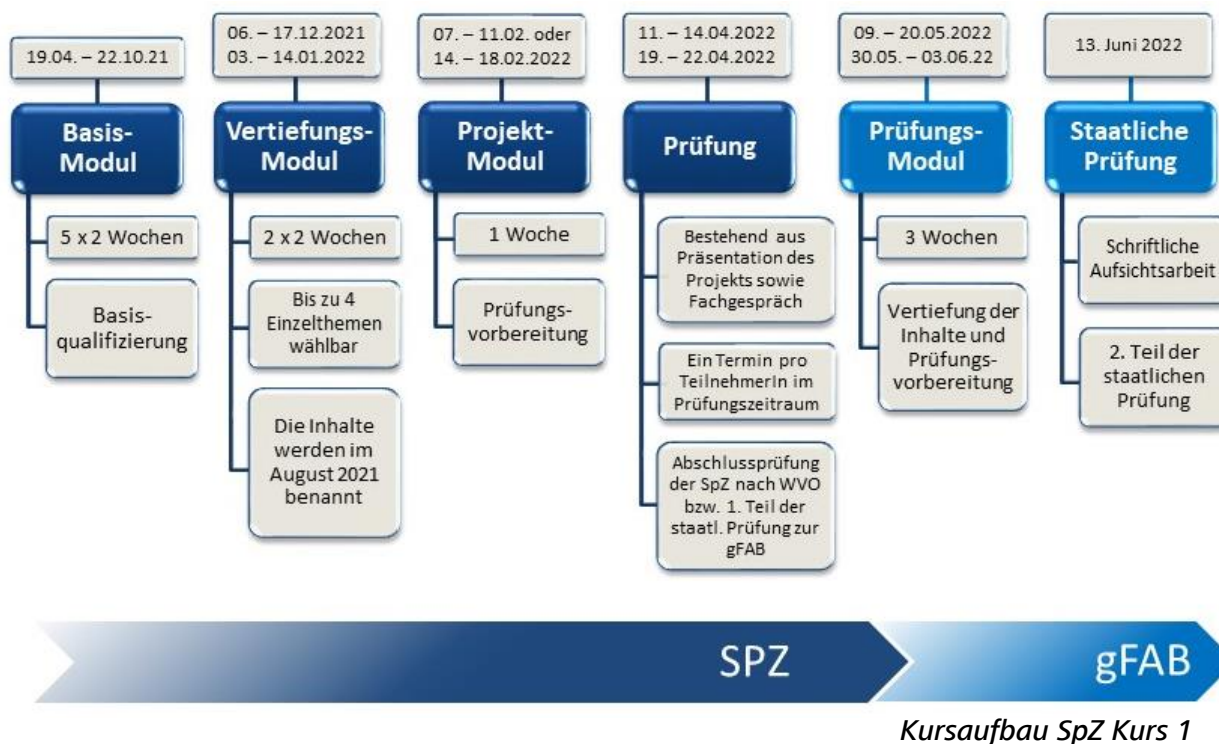 19.04. – 22.10.21
Basis-
Modul
5 x 2 Wochen
Basis-
qualifizierung
06. – 17.12.2021
03. – 14.01.2022
Vertiefungs-
Modul
2 x 2 Wochen
Bis zu 4
Einzelthemen
wählbar
Die Inhalte
werden im
August 2021
benannt
07. – 11.02. oder
14. – 18.02.2022
Projekt-
Modul
1 Woche
Prüfungs-
vorbereitung
11. – 14.04.2022
19. – 22.04.2022
Prüfung
Bestehend aus
Präsentation des
Projekts sowie
Fachgespräch
Ein Termin pro
TeilnehmerIn im
Prüfungszeitraum
Abschlussprüfung
der SpZ nach WVO
bzw. 1. Teil der
staatl. Prüfung zur
gFAB
09. – 20.05.2022
30.05. – 03.06.22
Prüfungs-
Modul
3 Wochen
Vertiefung der
Inhalte und
Prüfungs-
vorbereitung
13. Juni 2022
Staatliche
Prüfung
Schriftliche
Aufsichtsarbeit
2. Teil der
staatlichen
Prüfung
SPZ
gFAB
Kursaufbau SpZ Kurs 1